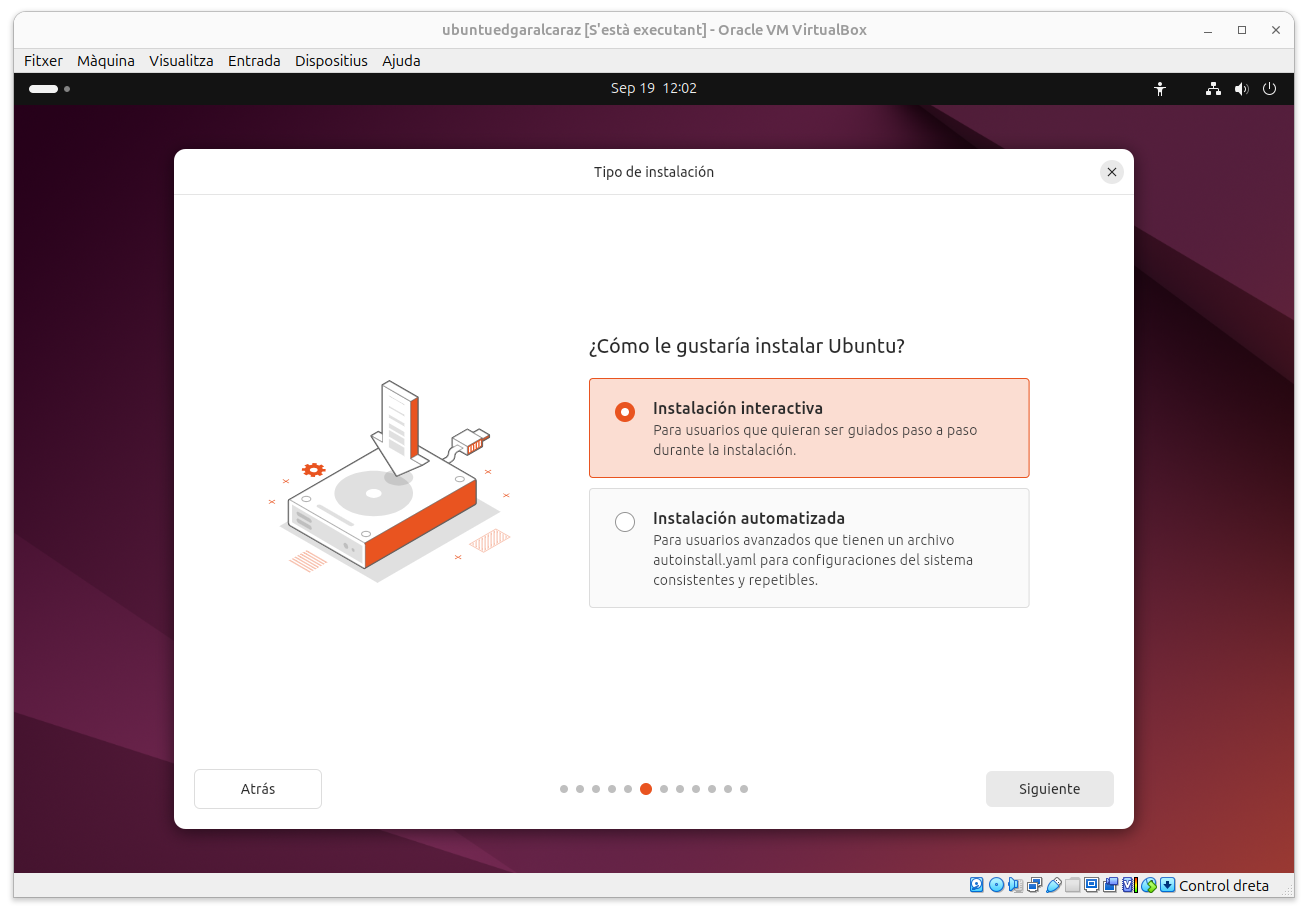 ubuntuedgaralcaraz [S'està executant] - Oracle VM VirtualBox
Fitxer Màquina Visualitza Entrada Dispositius Ajuda
Sep 19 12:02
Tipo de instalación
¿Cómo le gustaría instalar Ubuntu?
Instalación interactiva
Para usuarios que quieran ser guiados paso a paso
durante la instalación.
Instalación automatizada
Para usuarios avanzados que tienen un archivo
autoinstall.yaml para configuraciones del sistema
consistentes y repetibles.
Atrás
Siguiente
Control dreta